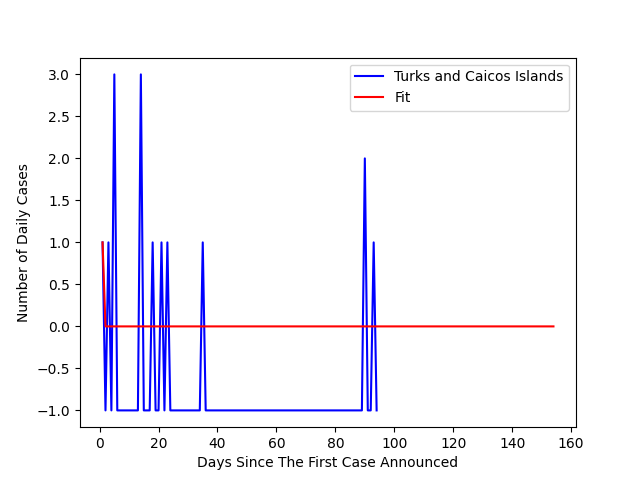 Turks and Caicos Islands
Fit
3.0
2.5
2.0
1.5
1.0
0.5
0.0
−0.5
−1.0
Number of Daily Cases
0 20 40 60 80 100 120 140 160
Days Since The First Case Announced